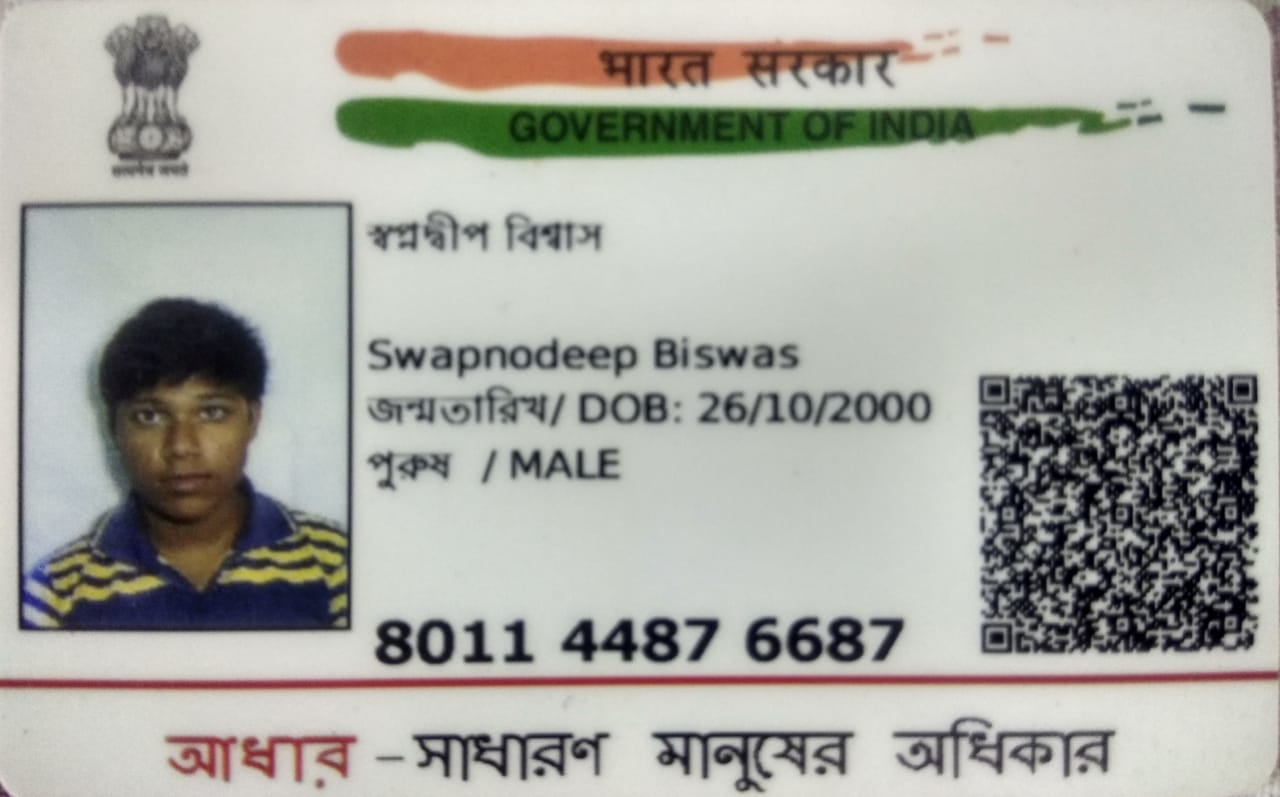 भारत सरकार
GOVERNMENT OF INDIA
सत्यमेव जयते
স্বপ্নদ্বীপ বিশ্বাস
Swapnodeep Biswas
জন্মতারিখ/ DOB: 26/10/2000
পুরুষ / MALE
8011 4487 6687
আধার – সাধারণ মানুষের অধিকার